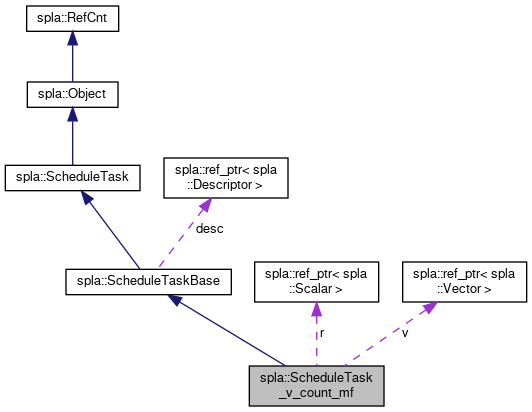 spla::RefCnt
spla::Object
spla::ScheduleTask
spla::ref_ptr< spla
::Descriptor >
desc
spla::ScheduleTaskBase
spla::ref_ptr< spla
::Scalar >
spla::ref_ptr< spla
::Vector >
r
v
spla::ScheduleTask
_v_count_mf